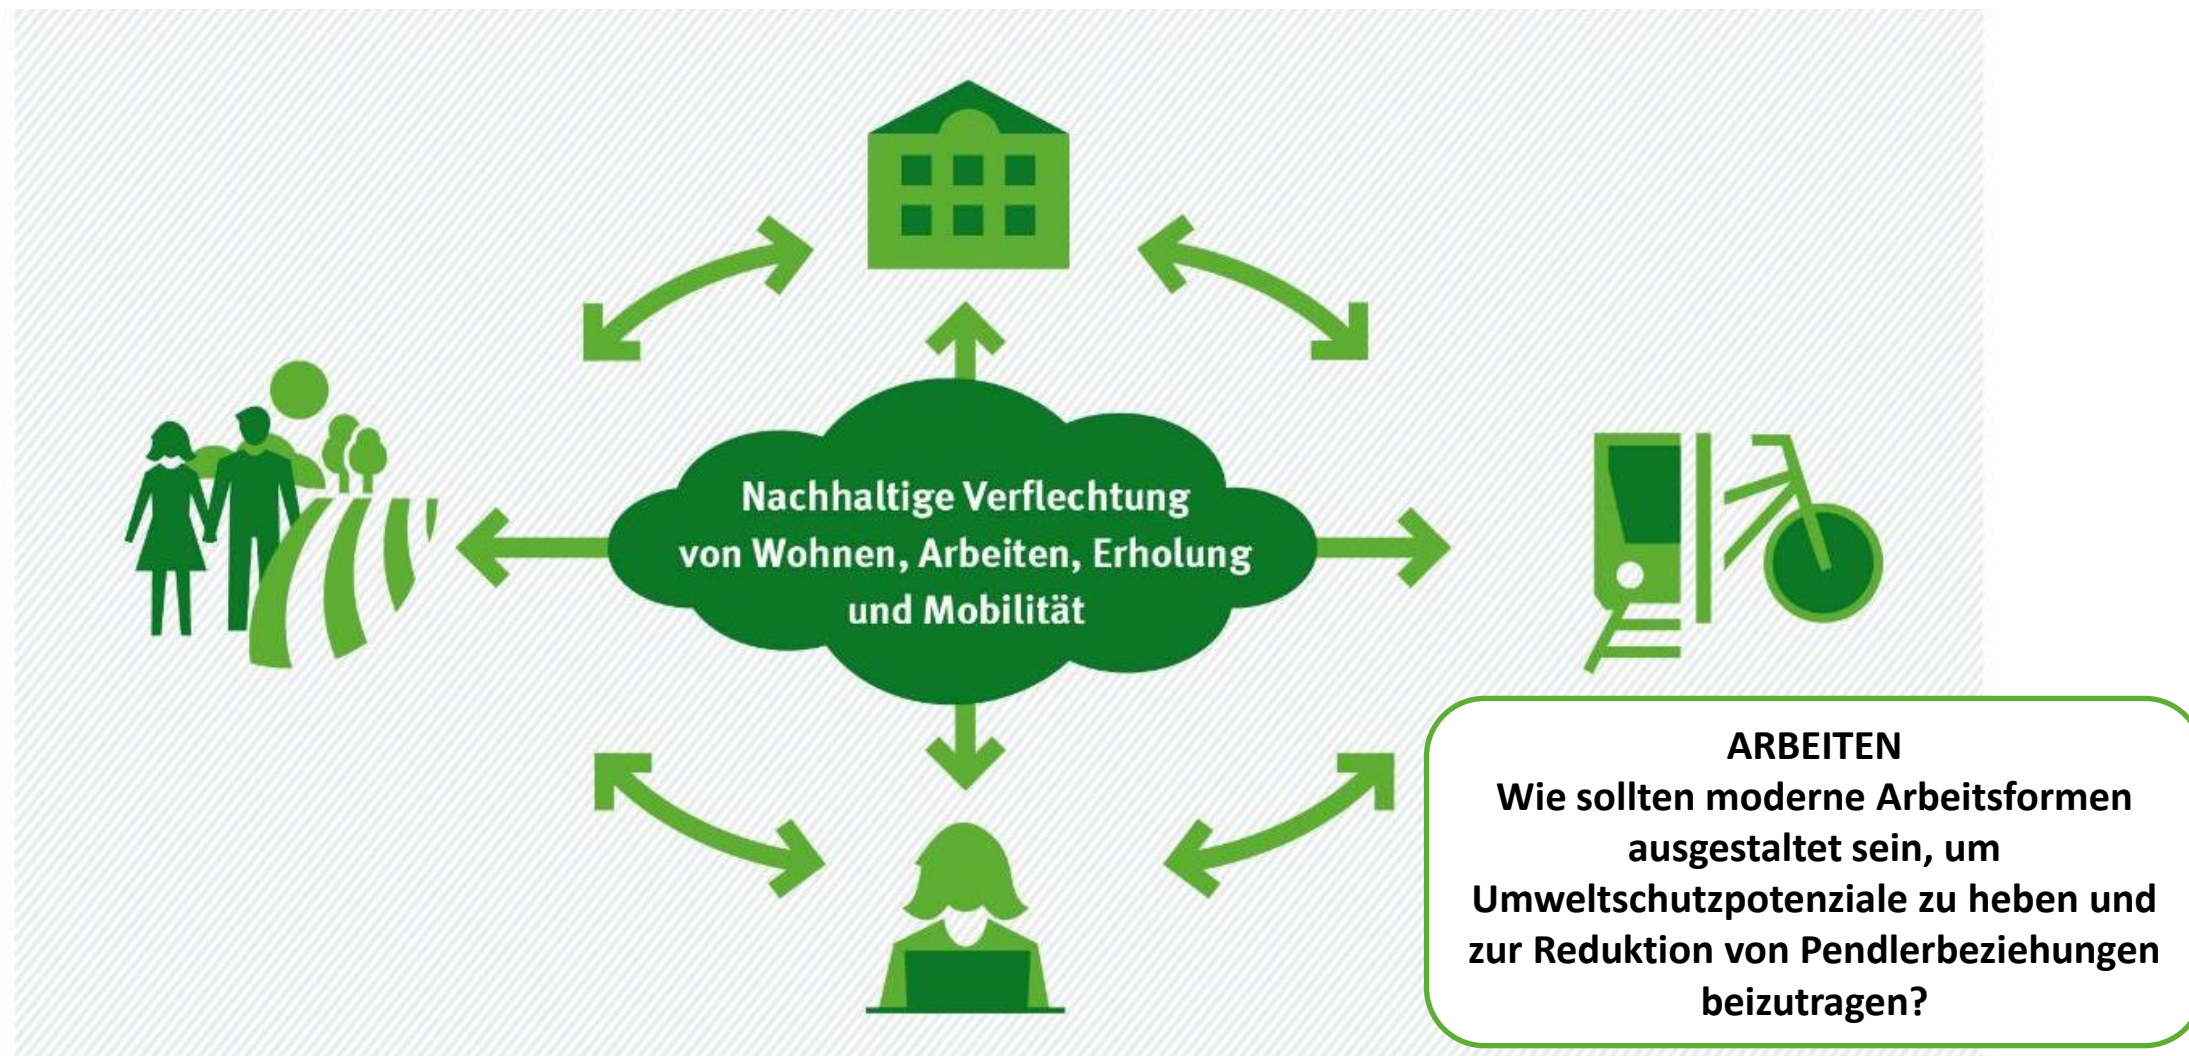 Nachhaltige Verflechtung
von Wohnen, Arbeiten, Erholung
und Mobilität
ARBEITEN
Wie sollten moderne Arbeitsformen
ausgestaltet sein, um
Umweltschutzpotenziale zu heben und
zur Reduktion von Pendlerbeziehungen
beizutragen?